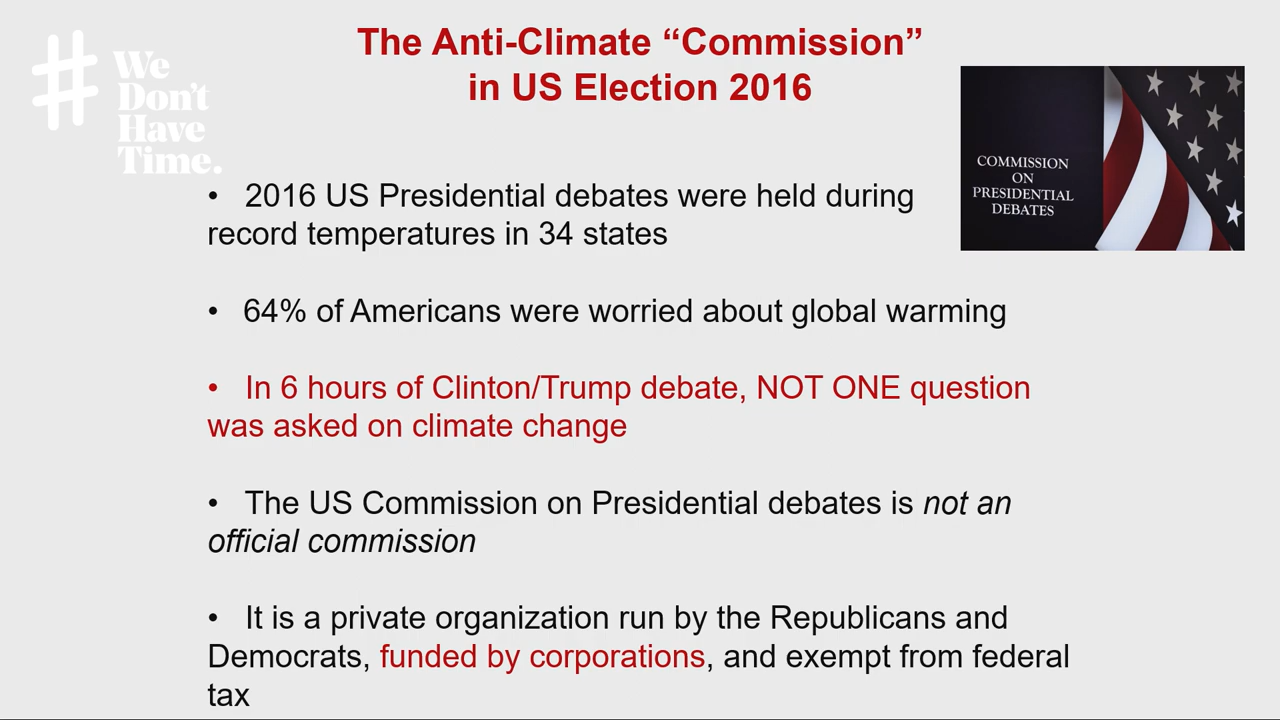 #
We
Don't
Have
Time.
The Anti-Climate “Commission”
in US Election 2016
COMMISSION
ON
PRESIDENTIAL
DEBATES
• 2016 US Presidential debates were held during
record temperatures in 34 states
• 64% of Americans were worried about global warming
• In 6 hours of Clinton/Trump debate, NOT ONE question
was asked on climate change
• The US Commission on Presidential debates is not an
official commission
• It is a private organization run by the Republicans and
Democrats, funded by corporations, and exempt from federal
tax